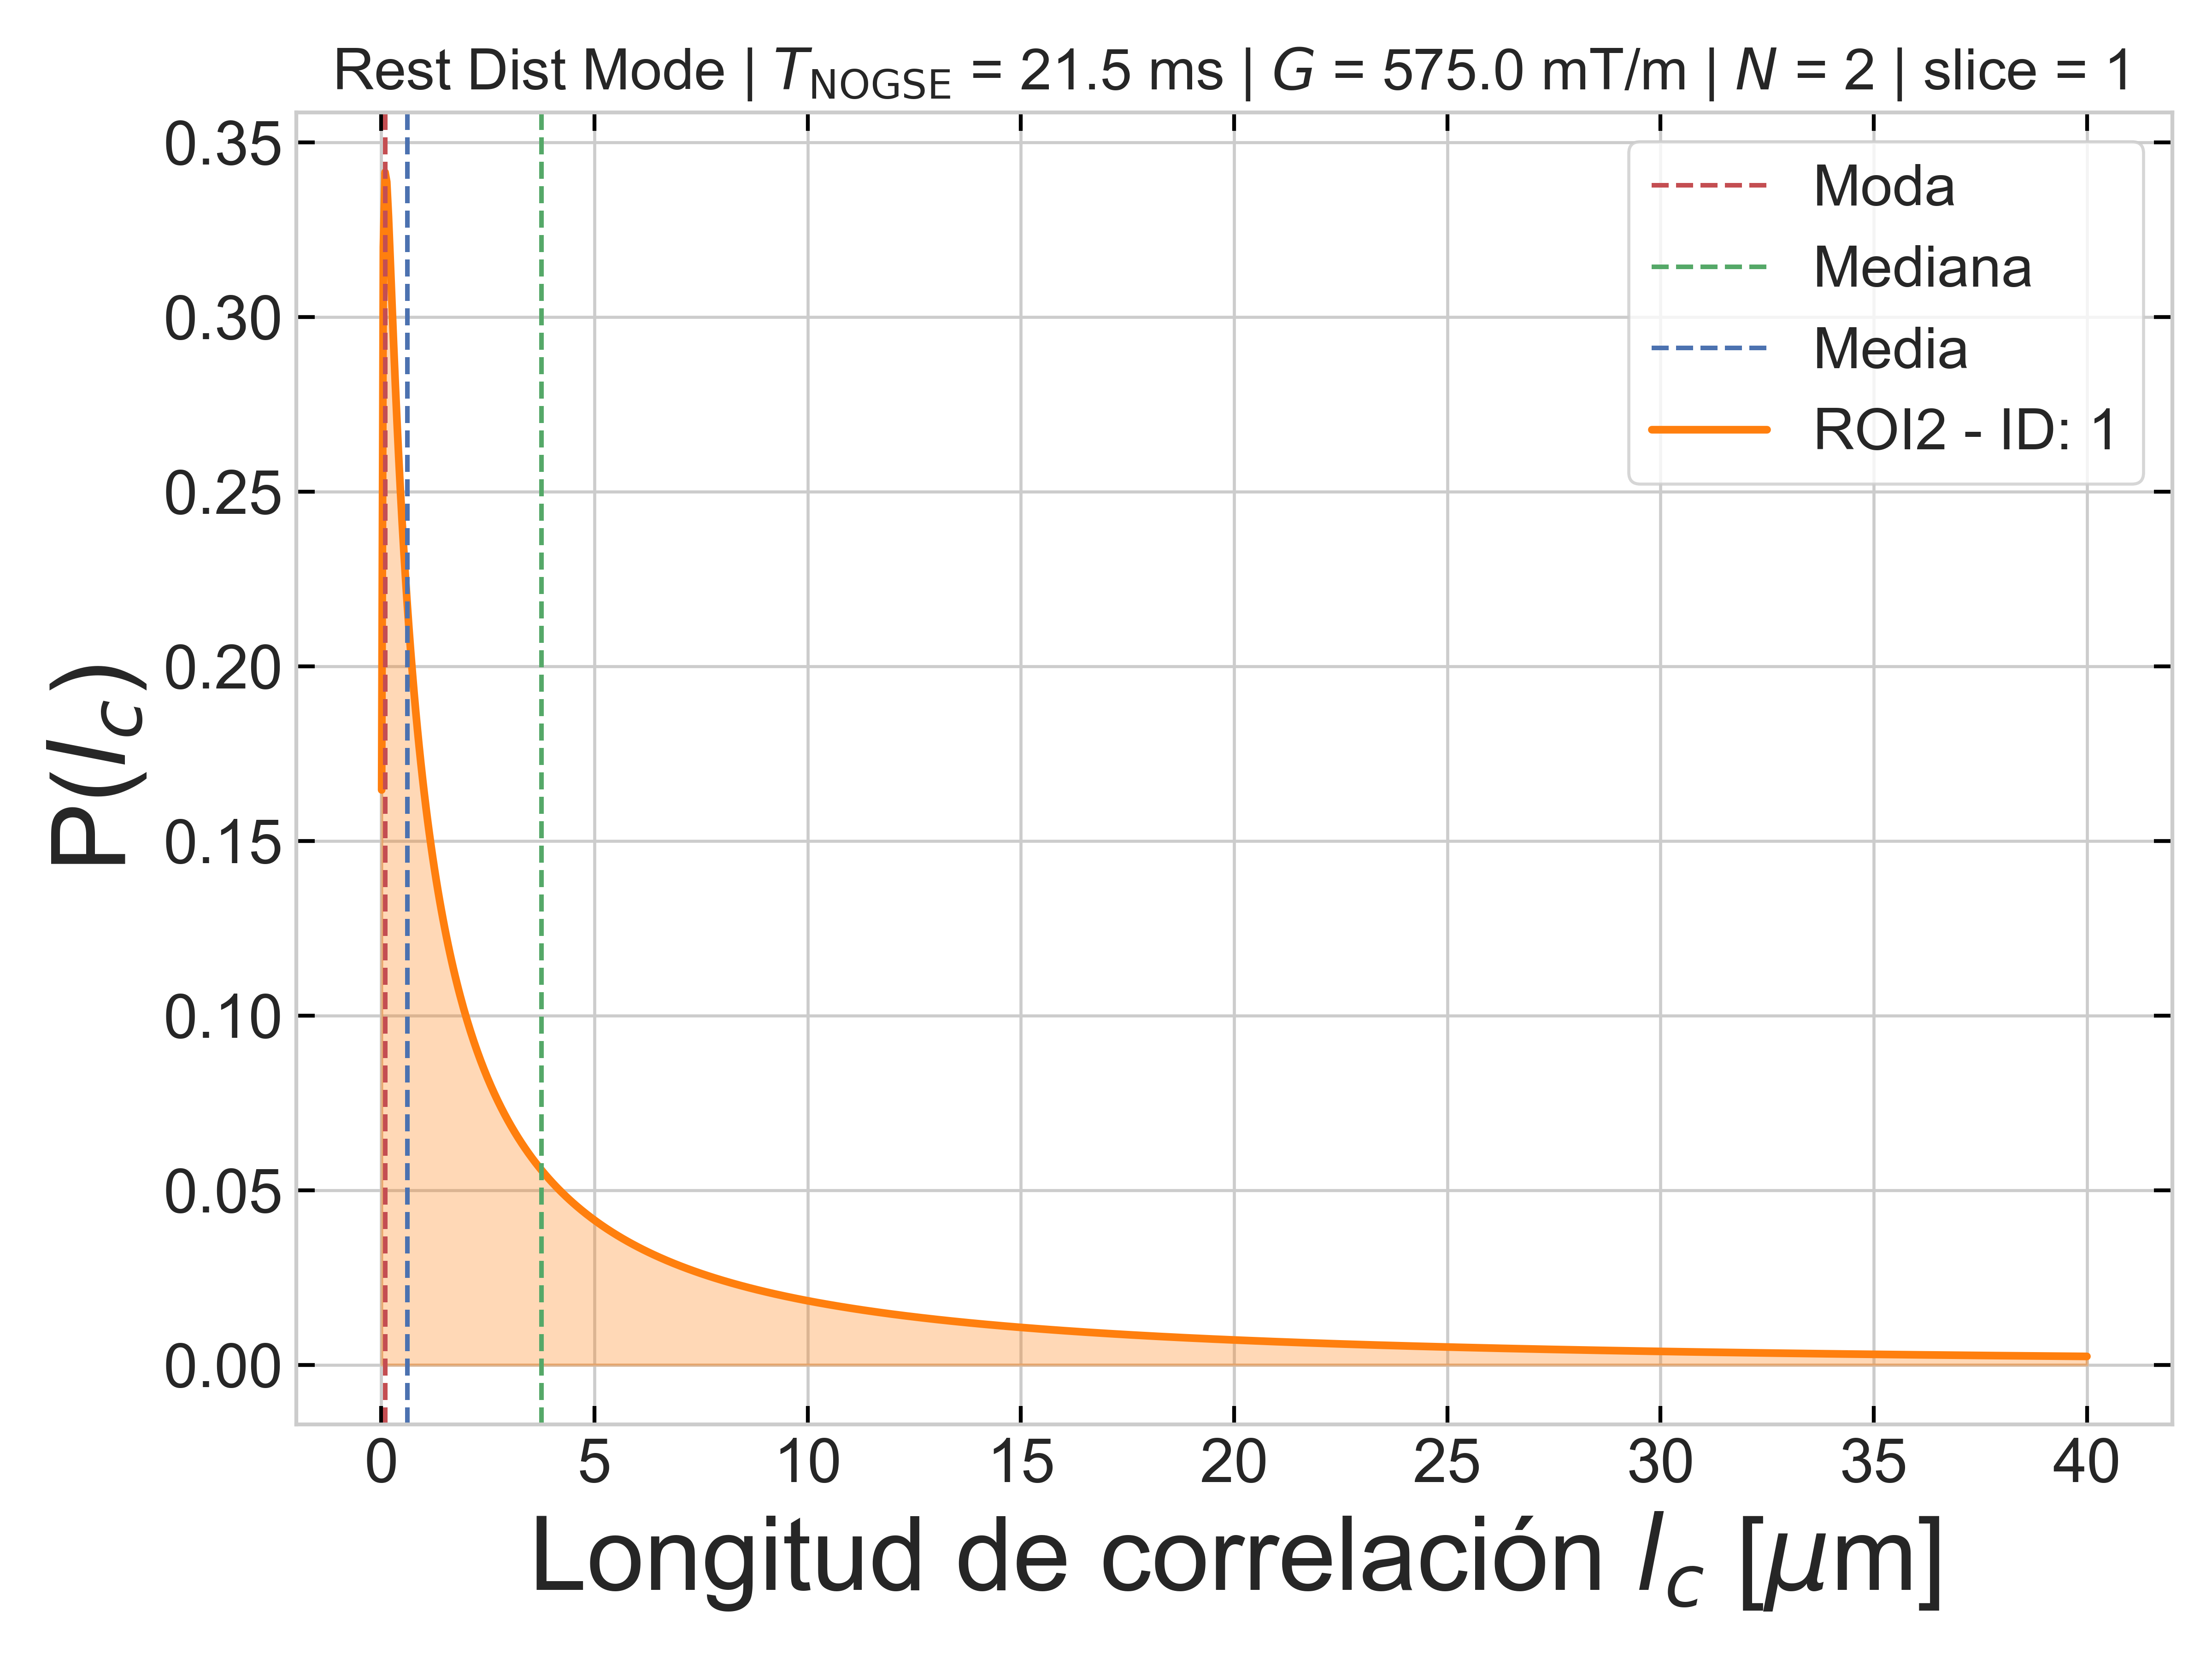 Rest Dist Mode | T_NOGSE = 21.5 ms | G = 575.0 mT/m | N = 2 | slice = 1
P(l_c)
0.35
0.30
0.25
0.20
0.15
0.10
0.05
0.00
Moda
Mediana
Media
ROI2 - ID: 1
0 5 10 15 20 25 30 35 40
Longitud de correlación l_c [μm]